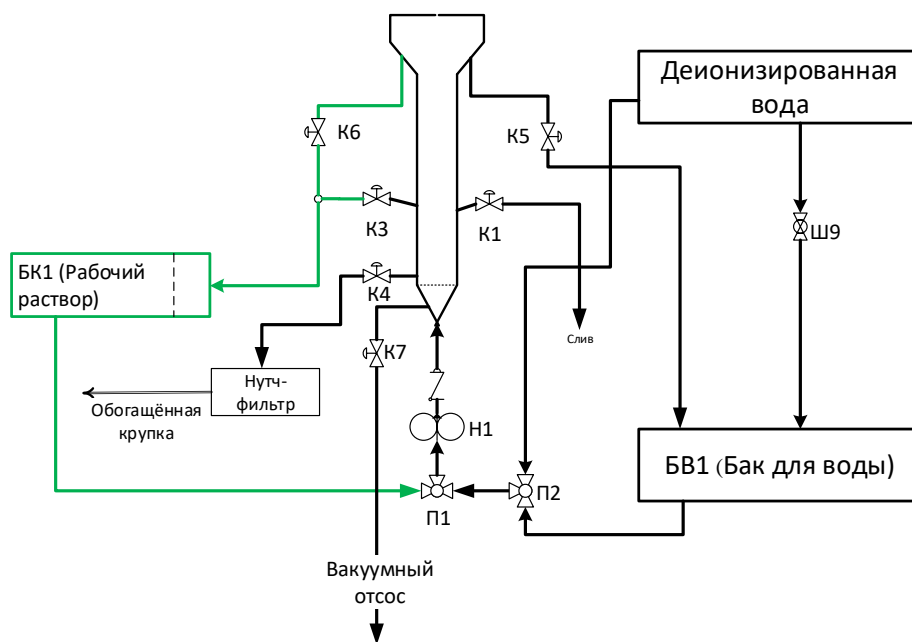 Деионизированная
вода
К6
К5
К3
К1
Ш9
БК1 (Рабочий
раствор)
К4
Слив
К7
Нутч-
фильтр
Обогащённая
крупка
Н1
БВ1 (Бак для воды)
П2
П1
Вакуумный
отсос